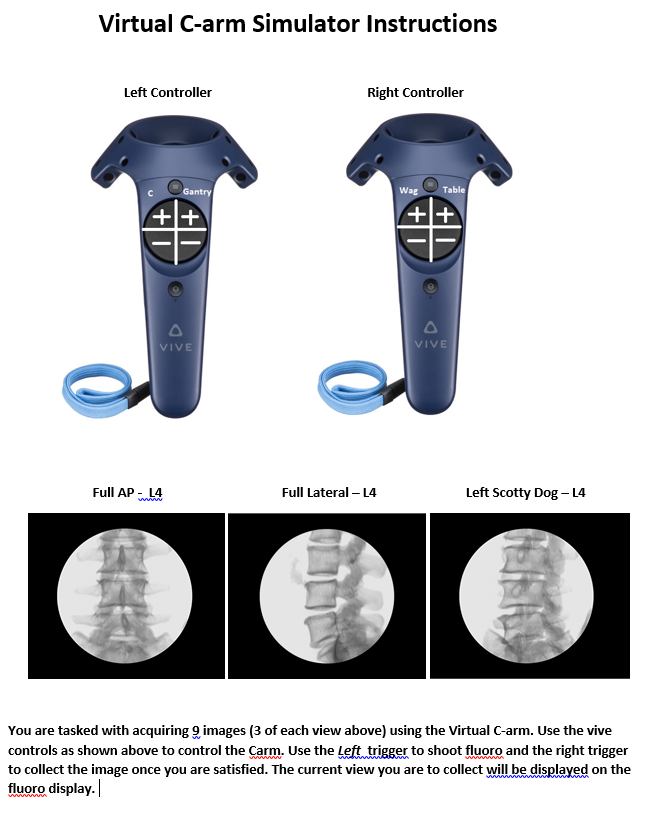 Virtual C-arm Simulator Instructions
Left Controller
Right Controller
C Gantry
+ +
− −
VIVE
Wag Table
+ +
− −
VIVE
Full AP - L4
Full Lateral – L4
Left Scotty Dog – L4
You are tasked with acquiring 9 images (3 of each view above) using the Virtual C-arm. Use the vive
controls as shown above to control the Carm. Use the Left trigger to shoot fluoro and the right trigger
to collect the image once you are satisfied. The current view you are to collect will be displayed on the
fluoro display.